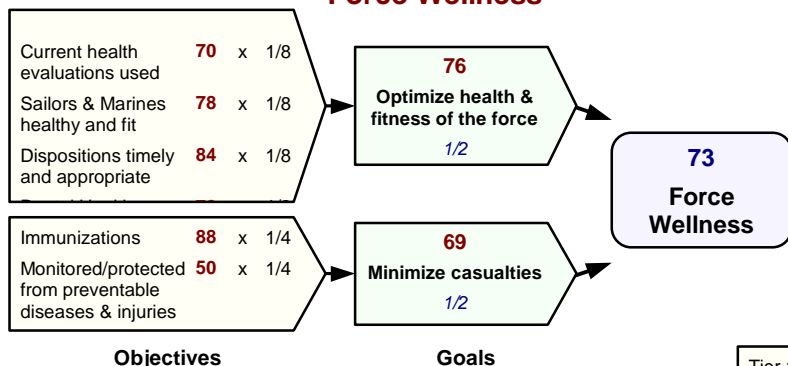 Force Wellness
Current health 70 x 1/8
evaluations used
Sailors & Marines 78 x 1/8
healthy and fit
Dispositions timely 84 x 1/8
and appropriate
Immunizations 88 x 1/4
Monitored/protected 50 x 1/4
from preventable
diseases & injuries
Objectives
76
Optimize health &
fitness of the force
1/2
69
Minimize casualties
1/2
Goals
73
Force
Wellness
Tier